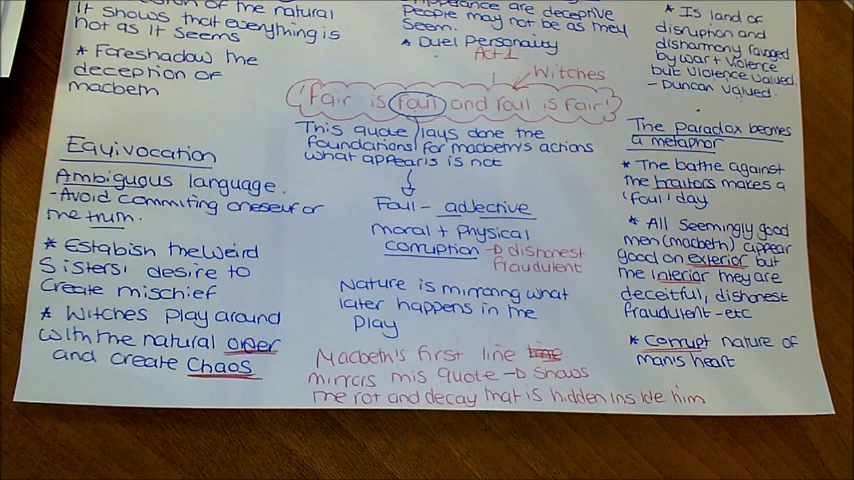 of the natural
It shows that everything is
not as it seems
* Foreshadow the
deception of
macbeth
Equivocation
Ambiguous language.
- Avoid commiting oneself or
the truth.
* Estabish the weird
Sisters' desire to
create mischief
* Witches play around
with the natural order
and create chaos
are deceptive
People may not be as they
seem.
* Duel Personality
Act 1
Witches
'Fair is foul and foul is fair'
This quote lays done the
foundations for macbeth's actions
what appears is not
Foul - adjective
moral + physical
corruption → dishonest
fraudulent
Nature is mirroring what
later happens in the
Play
Macbeth's first line
mirrors this quote → shows
the rot and decay that is hidden inside him
* Is land of
disruption and
disharmony ravaged
by war + violence
but violence valued.
- Duncan valued.
The paradox becomes
a metaphor
* The battle against
the traitors makes a
'foul' day
* All seemingly good
men (macbeth) appear
good on exterior but
the interior they are
deceitful, dishonest
fraudulent - etc
* Corrupt nature of
man's heart